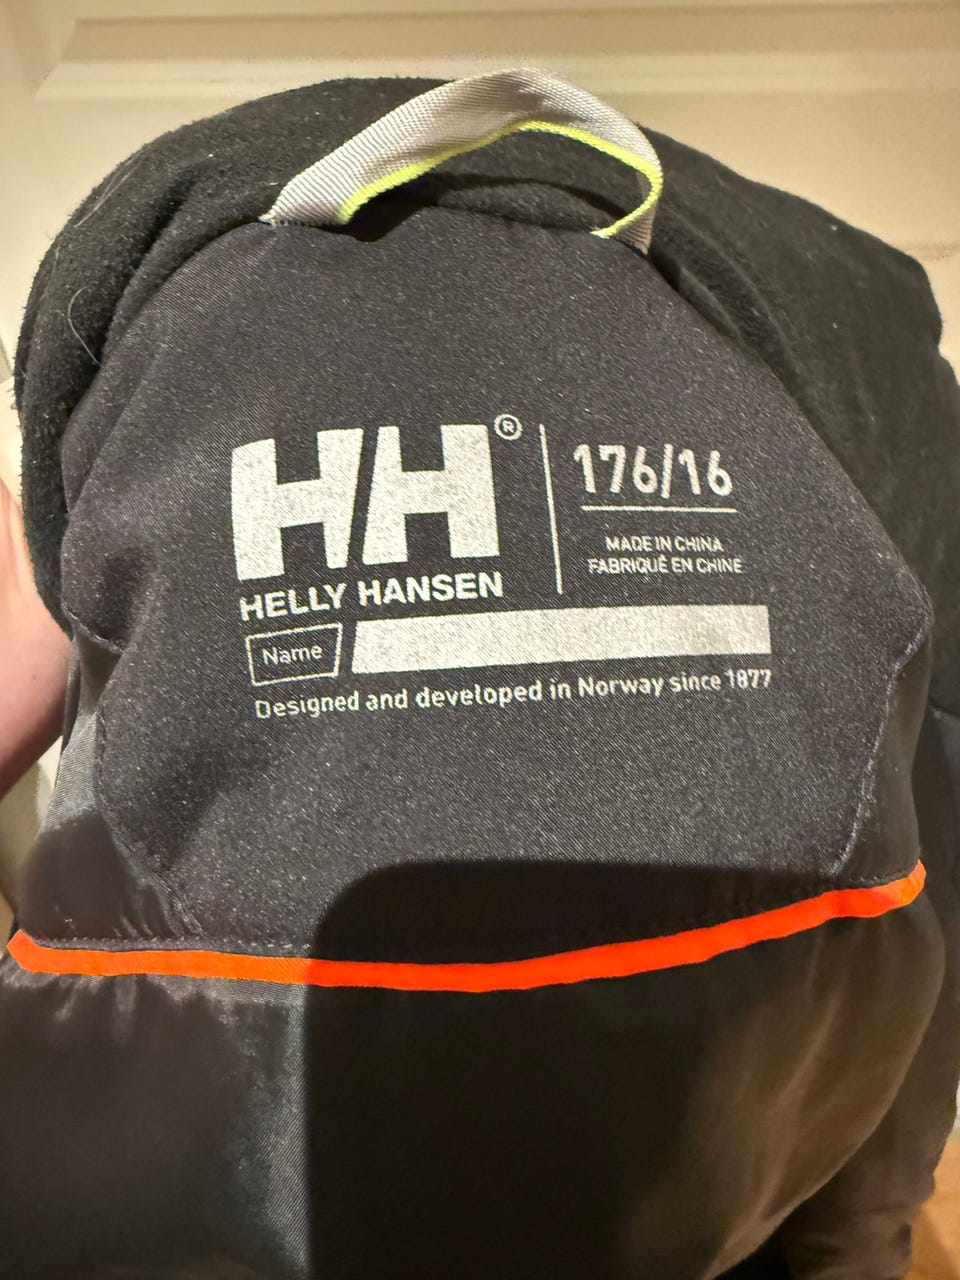 HH®
HELLY HANSEN
176/16
MADE IN CHINA
FABRIQUÉ EN CHINE
Name
Designed and developed in Norway since 1877